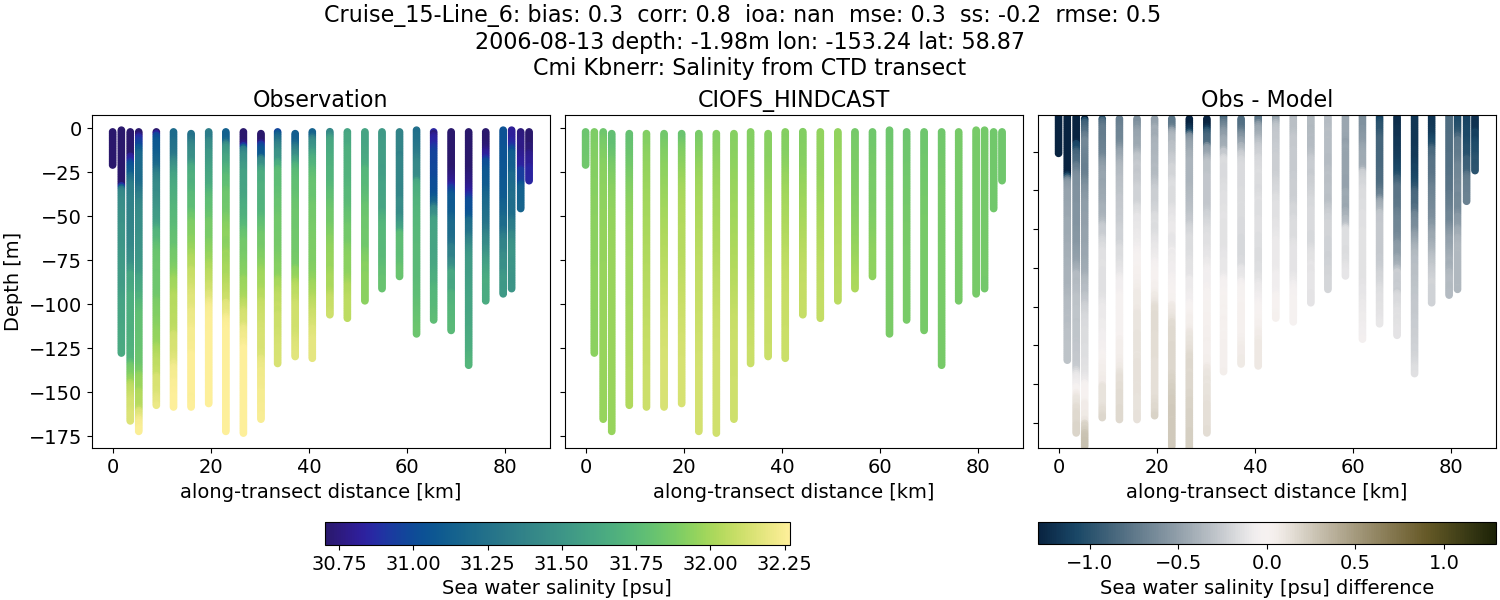 Cruise_15-Line_6: bias: 0.3  corr: 0.8  ioa: nan  mse: 0.3  ss: -0.2  rmse: 0.5
2006-08-13 depth: -1.98m lon: -153.24 lat: 58.87
Cmi Kbnerr: Salinity from CTD transect
Observation
CIOFS_HINDCAST
Obs - Model
Depth [m]
0
−25
−50
−75
−100
−125
−150
−175
0 20 40 60 80
0 20 40 60 80
0 20 40 60 80
along-transect distance [km]
along-transect distance [km]
along-transect distance [km]
30.75 31.00 31.25 31.50 31.75 32.00 32.25
Sea water salinity [psu]
−1.0 −0.5 0.0 0.5 1.0
Sea water salinity [psu] difference